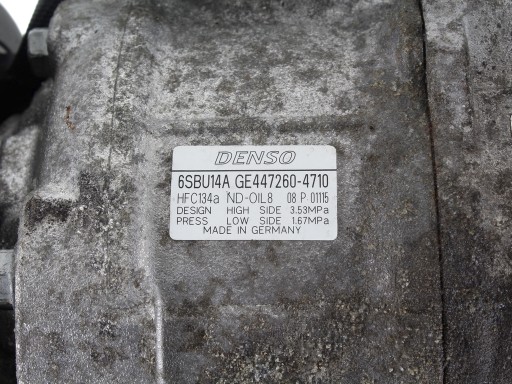 DENSO
6SBU14A GE447260-4710
HFC134a ND-OIL8 08 P 01115
DESIGN HIGH SIDE 3.53MPa
PRESS LOW SIDE 1.67MPa
MADE IN GERMANY